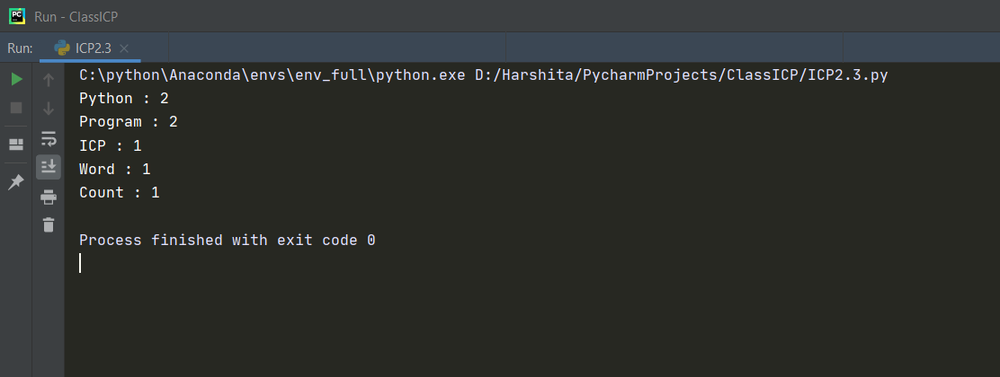 PC
Run - ClassICP
Run: ICP2.3
C:\python\Anaconda\envs\env_full\python.exe D:/Harshita/PycharmProjects/ClassICP/ICP2.3.py
Python : 2
Program : 2
ICP : 1
Word : 1
Count : 1
Process finished with exit code 0